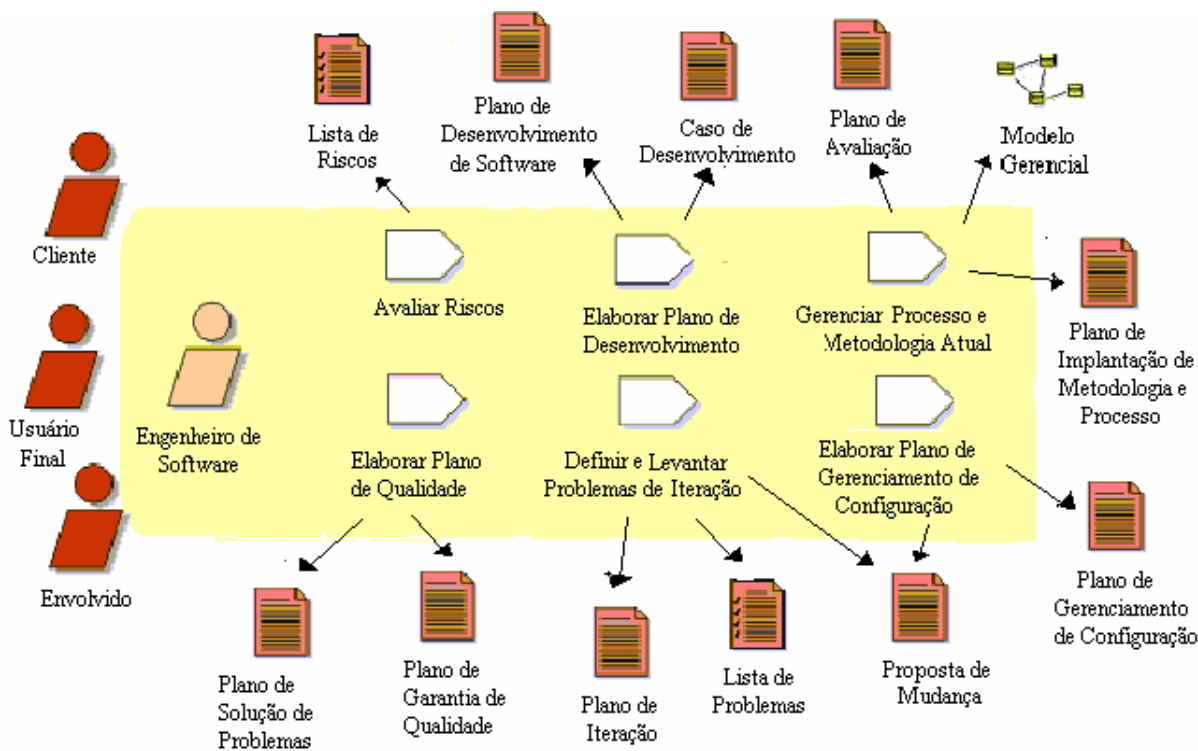 Lista de
Riscos
Plano de
Desenvolvimento
de Software
Caso de
Desenvolvimento
Plano de
Avaliação
Modelo
Gerencial
Cliente
Avaliar Riscos
Elaborar Plano de
Desenvolvimento
Gerenciar Processo e
Metodologia Atual
Plano de
Implantação de
Metodologia e
Processo
Usuário
Final
Engenheiro de
Software
Elaborar Plano
de Qualidade
Definir e Levantar
Problemas de Iteração
Elaborar Plano de
Gerenciamento de
Configuração
Envolvido
Plano de
Solução de
Problemas
Plano de
Garantia de
Qualidade
Plano de
Iteração
Lista de
Problemas
Proposta de
Mudança
Plano de
Gerenciamento
de Configuração